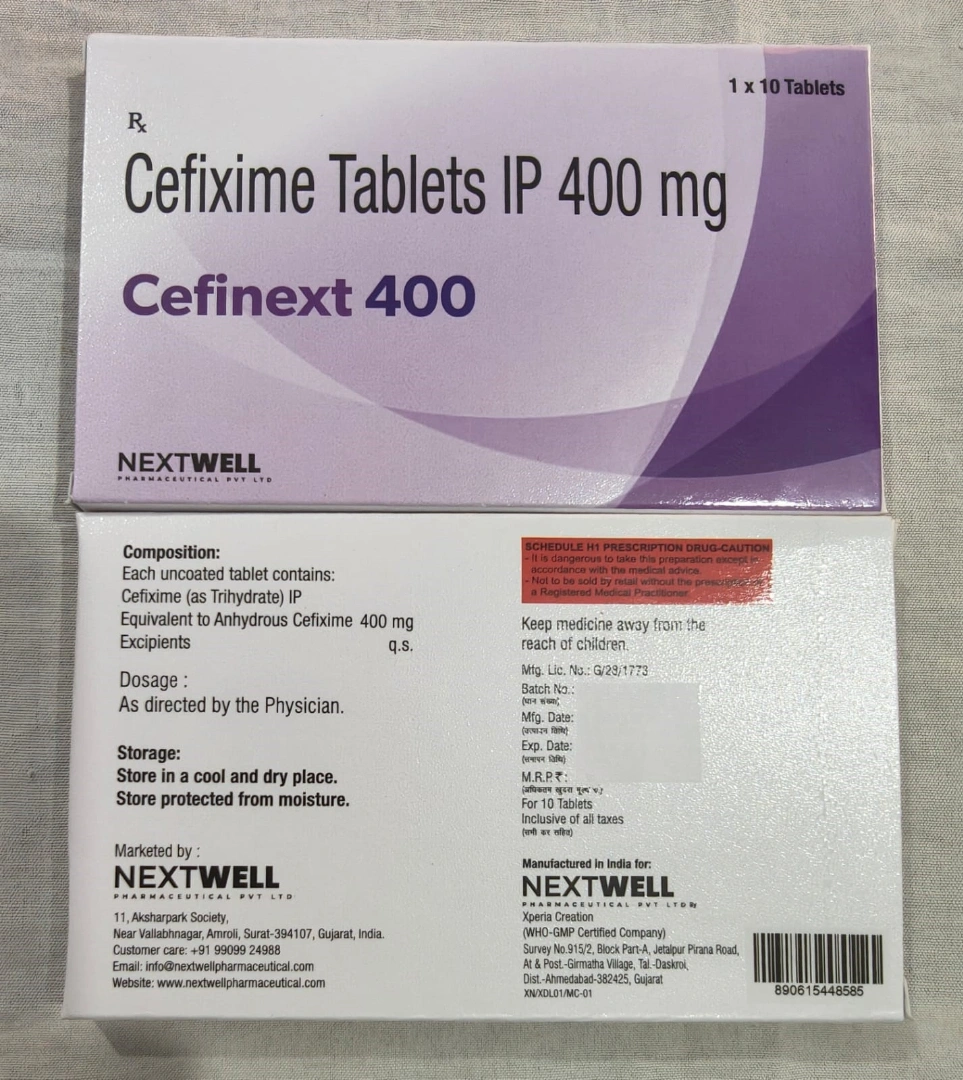 1 x 10 Tablets
Rx
Cefixime Tablets IP 400 mg
Cefinext 400
NEXTWELL
PHARMACEUTICAL PVT LTD
Composition:
Each uncoated tablet contains:
Cefixime (as Trihydrate) IP
Equivalent to Anhydrous Cefixime 400 mg
Excipients q.s.
Dosage :
As directed by the Physician.
Storage:
Store in a cool and dry place.
Store protected from moisture.
Marketed by :
NEXTWELL
PHARMACEUTICAL PVT LTD
11, Aksharpark Society,
Near Vallabhnagar, Amroli, Surat-394107, Gujarat, India.
Customer care: +91 99099 24988
Email: info@nextwellpharmaceutical.com
Website: www.nextwellpharmaceutical.com
SCHEDULE H1 PRESCRIPTION DRUG-CAUTION
- It is dangerous to take this preparation except in
accordance with the medical advice.
- Not to be sold by retail without the prescription of
a Registered Medical Practitioner.
Keep medicine away from the
reach of children.
Mfg. Lic. No.: G/28/1773
Batch No.:
Mfg. Date:
Exp. Date:
(समापन तिथि)
M.R.P.₹ :
For 10 Tablets
Inclusive of all taxes
(सभी कर सहित)
Manufactured in India for:
NEXTWELL
PHARMACEUTICAL PVT LTD By
Xperia Creation
(WHO-GMP Certified Company)
Survey No.915/2, Block Part-A, Jetalpur Pirana Road,
At & Post.-Girmatha Village, Tal.-Daskroi,
Dist.-Ahmedabad-382425, Gujarat
XN/XDL01/MC-01
890615448585